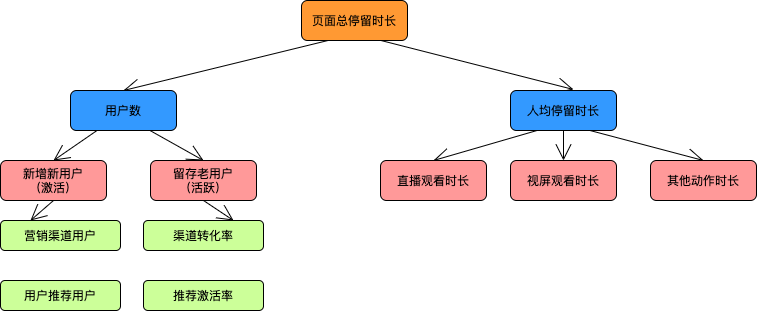 页面总停留时长
用户数
人均停留时长
新增新用户
（激活）
留存老用户
（活跃）
直播观看时长
视屏观看时长
其他动作时长
营销渠道用户
渠道转化率
用户推荐用户
推荐激活率